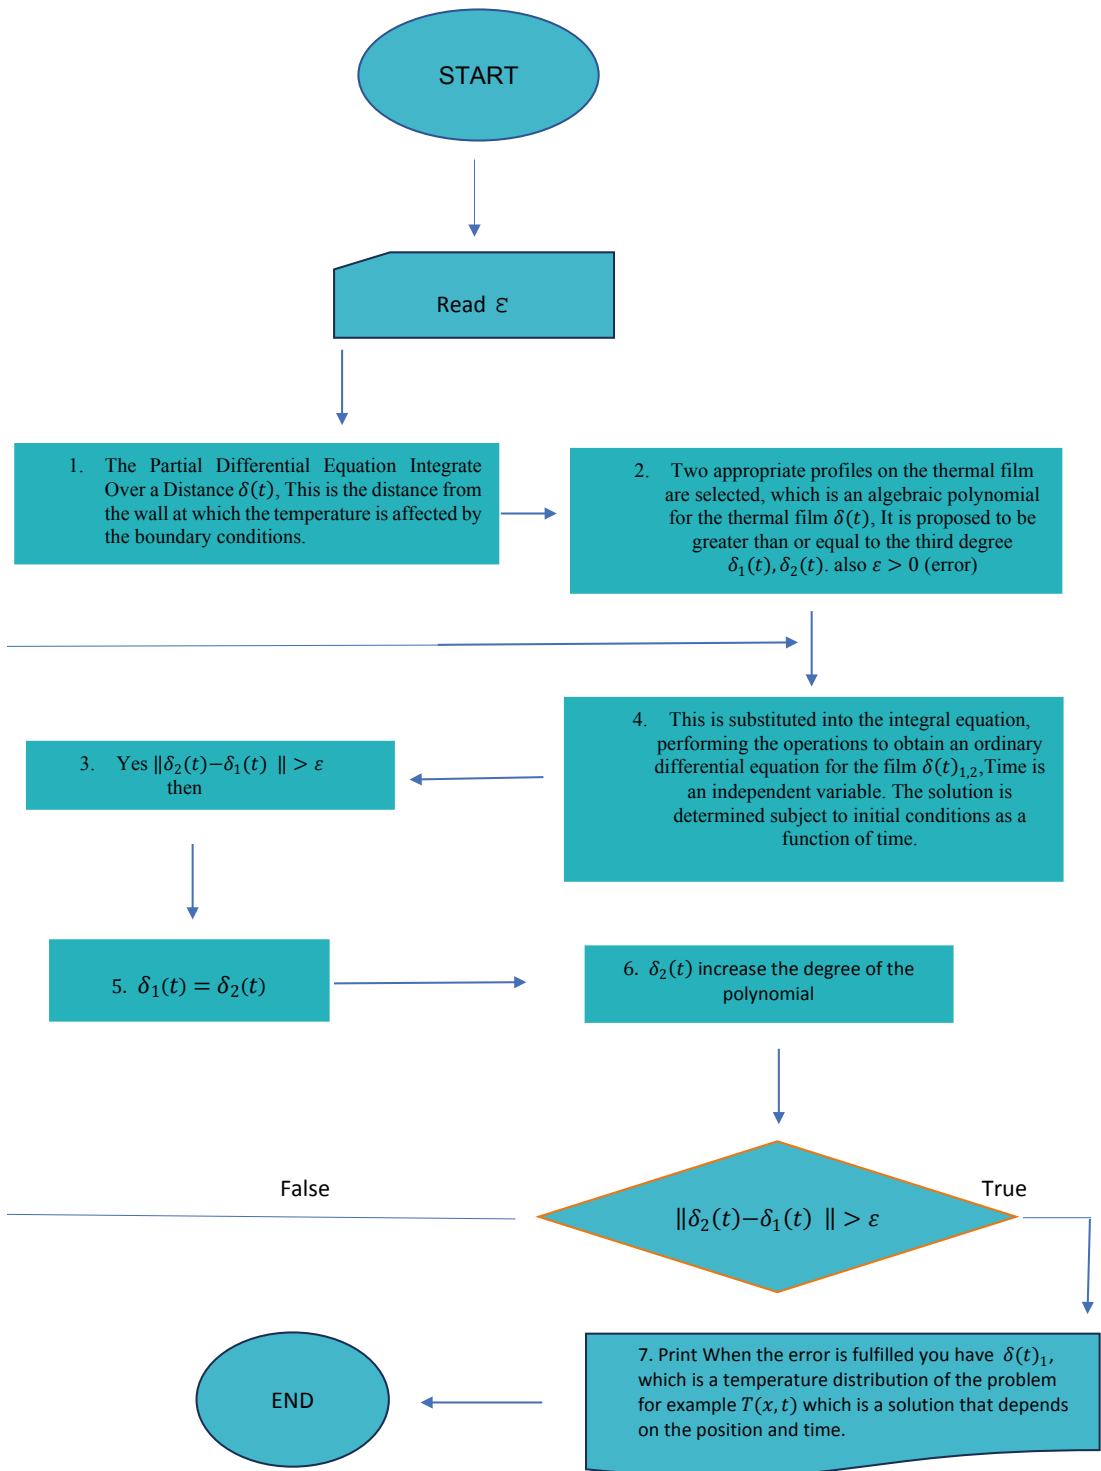 START
Read ℇ
1. The Partial Differential Equation Integrate
Over a Distance δ(t), This is the distance from
the wall at which the temperature is affected by
the boundary conditions.
2. Two appropriate profiles on the thermal film
are selected, which is an algebraic polynomial
for the thermal film δ(t), It is proposed to be
greater than or equal to the third degree
δ₁(t), δ₂(t). also ε > 0 (error)
4. This is substituted into the integral equation,
performing the operations to obtain an ordinary
differential equation for the film δ(t)₁,₂,Time is
an independent variable. The solution is
determined subject to initial conditions as a
function of time.
3. Yes ‖δ₂(t)−δ₁(t) ‖ > ε
then
5. δ₁(t) = δ₂(t)
6. δ₂(t) increase the degree of the
polynomial
False
‖δ₂(t)−δ₁(t) ‖ > ε
True
7. Print When the error is fulfilled you have δ(t)₁,
which is a temperature distribution of the problem
for example T(x, t) which is a solution that depends
on the position and time.
END